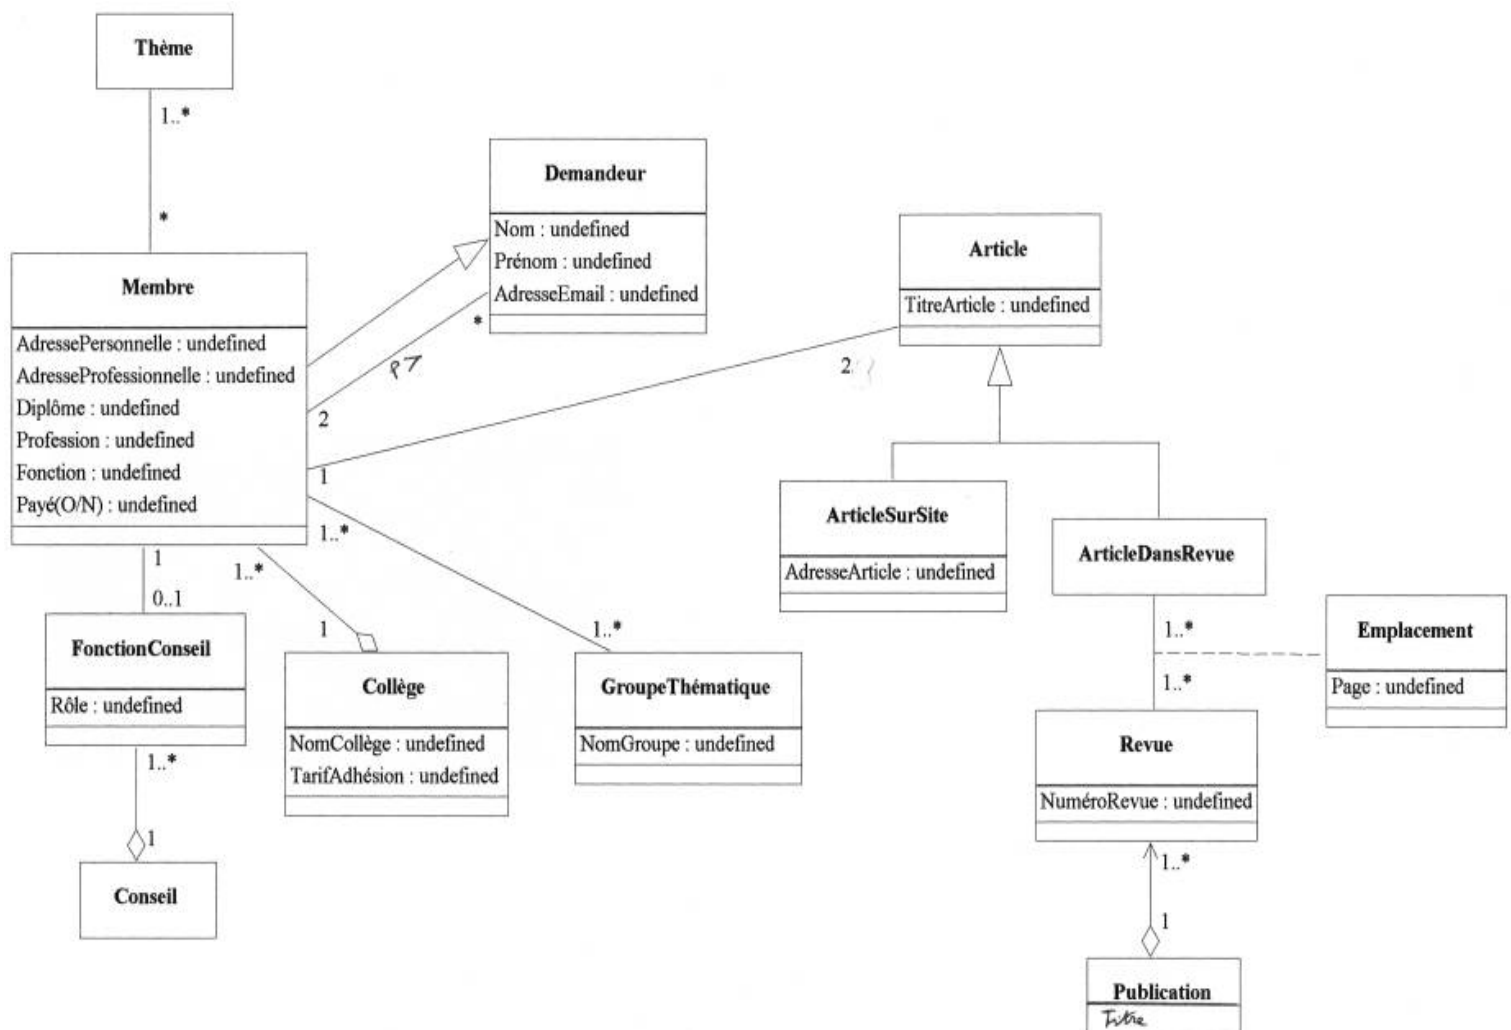 Thème
1..*
*
Demandeur
Nom : undefined
Prénom : undefined
AdresseEmail : undefined
*
Membre
AdressePersonnelle : undefined
AdresseProfessionnelle : undefined
Diplôme : undefined
Profession : undefined
Fonction : undefined
Payé(O/N) : undefined
2
1
1..*
Article
TitreArticle : undefined
2
ArticleSurSite
AdresseArticle : undefined
ArticleDansRevue
1..*
1..*
Emplacement
Page : undefined
1
0..1
1..*
1
1..*
FonctionConseil
Rôle : undefined
Collège
NomCollège : undefined
TarifAdhésion : undefined
GroupeThématique
NomGroupe : undefined
Revue
NuméroRevue : undefined
1..*
1
Conseil
1..*
1
Publication
Titre